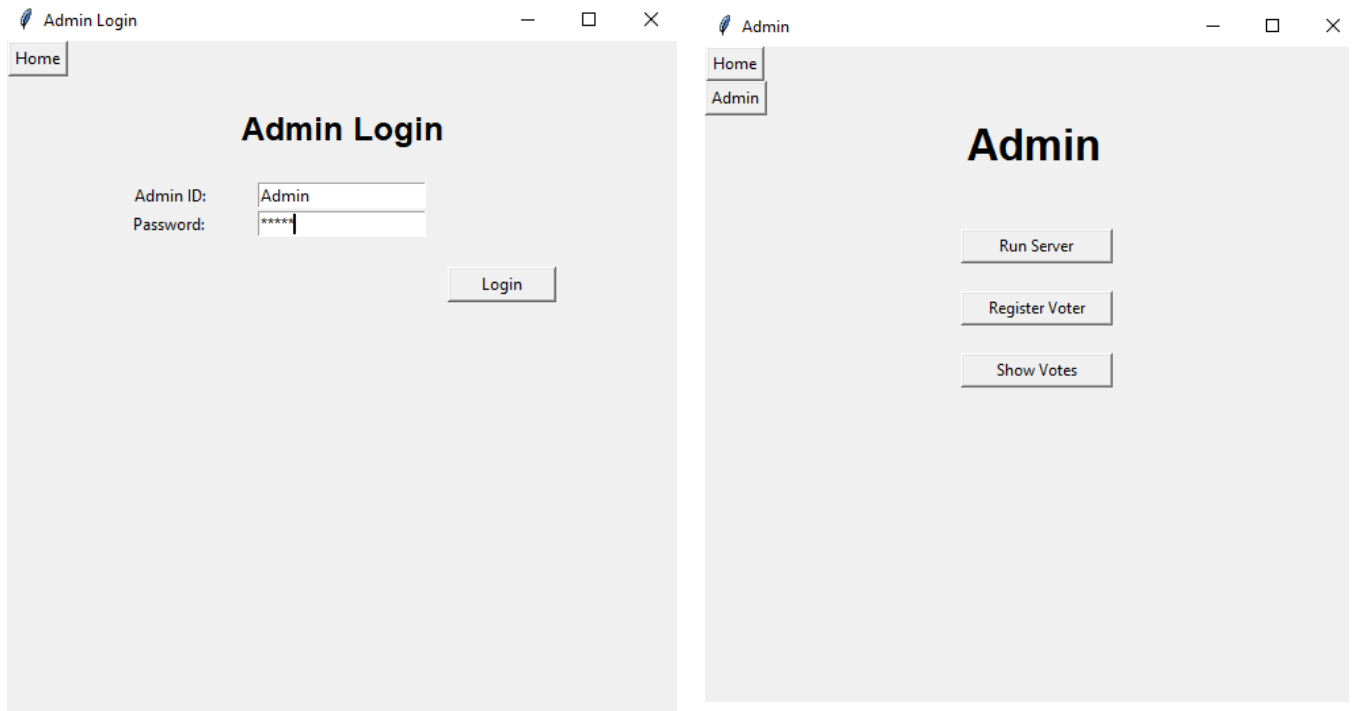 Admin Login
Home
Admin Login
Admin ID: Admin
Password: *****
Login
Admin
Home
Admin
Admin
Run Server
Register Voter
Show Votes